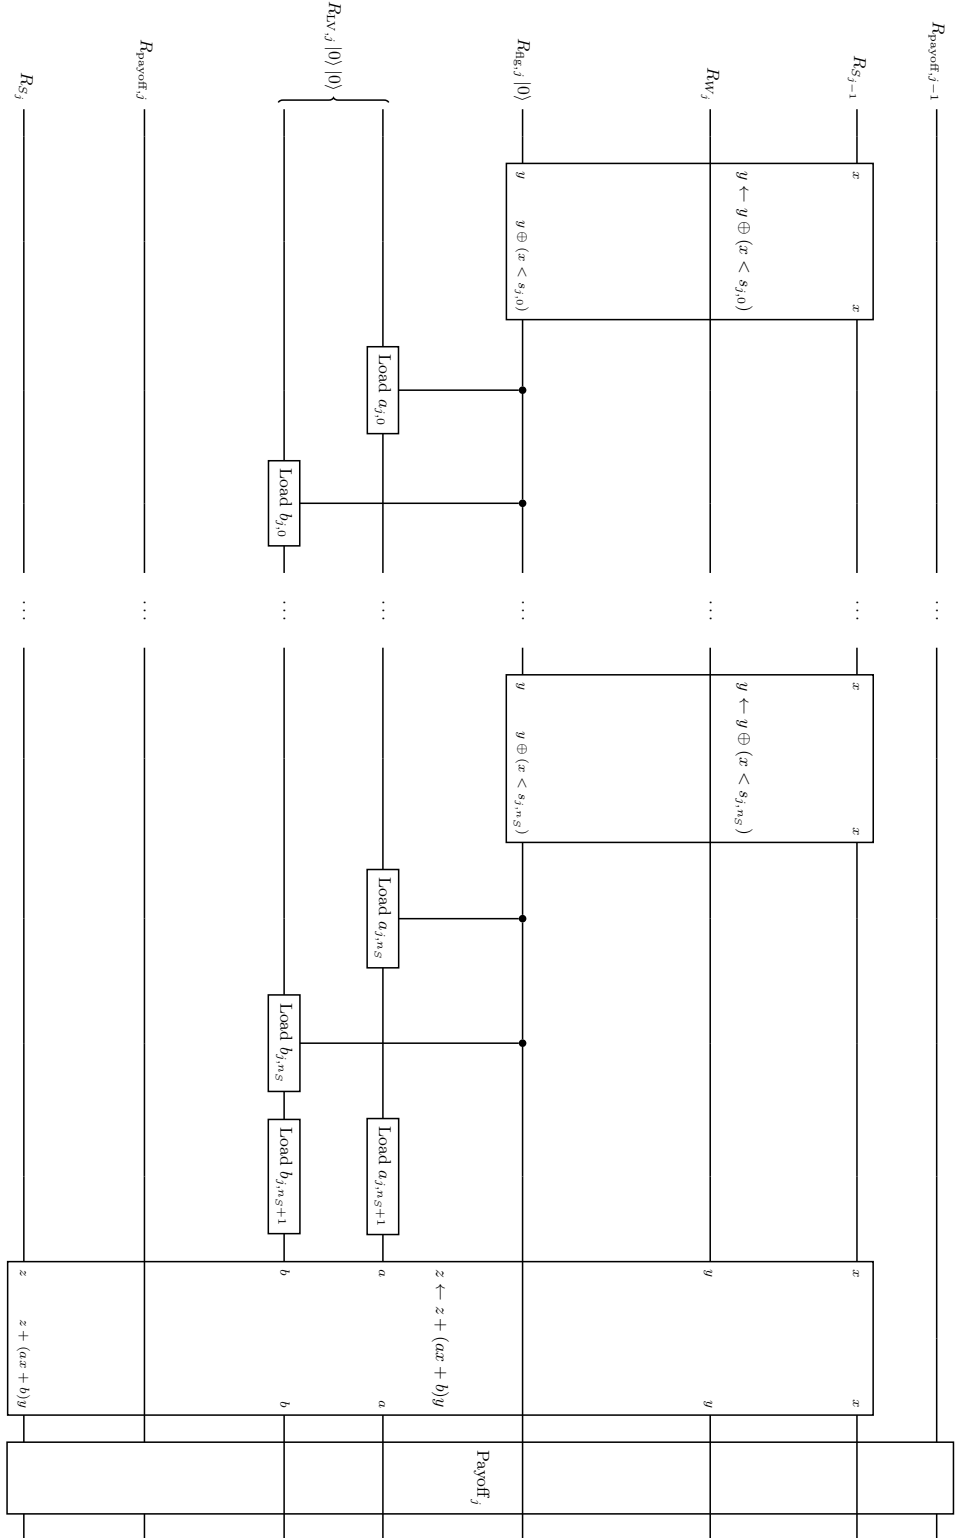 R_{payoff,j−1}
R_{S_{j−1}}
x
x
…
x
x
x
x
R_{W_j}
y ← y ⊕ (x < s_{j,0})
…
y ← y ⊕ (x < s_{j,n_S})
y
y
R_{flg,j} |0⟩
y
y ⊕ (x < s_{j,0})
…
y
y ⊕ (x < s_{j,n_S})
z ← z + (ax + b)y
Payoff_j
R_{LV,j} |0⟩ |0⟩
Load a_{j,0}
…
Load a_{j,n_S}
Load a_{j,n_S+1}
a
a
Load b_{j,0}
…
Load b_{j,n_S}
Load b_{j,n_S+1}
b
b
R_{payoff,j}
…
R_{S_j}
…
z
z + (ax + b)y
…